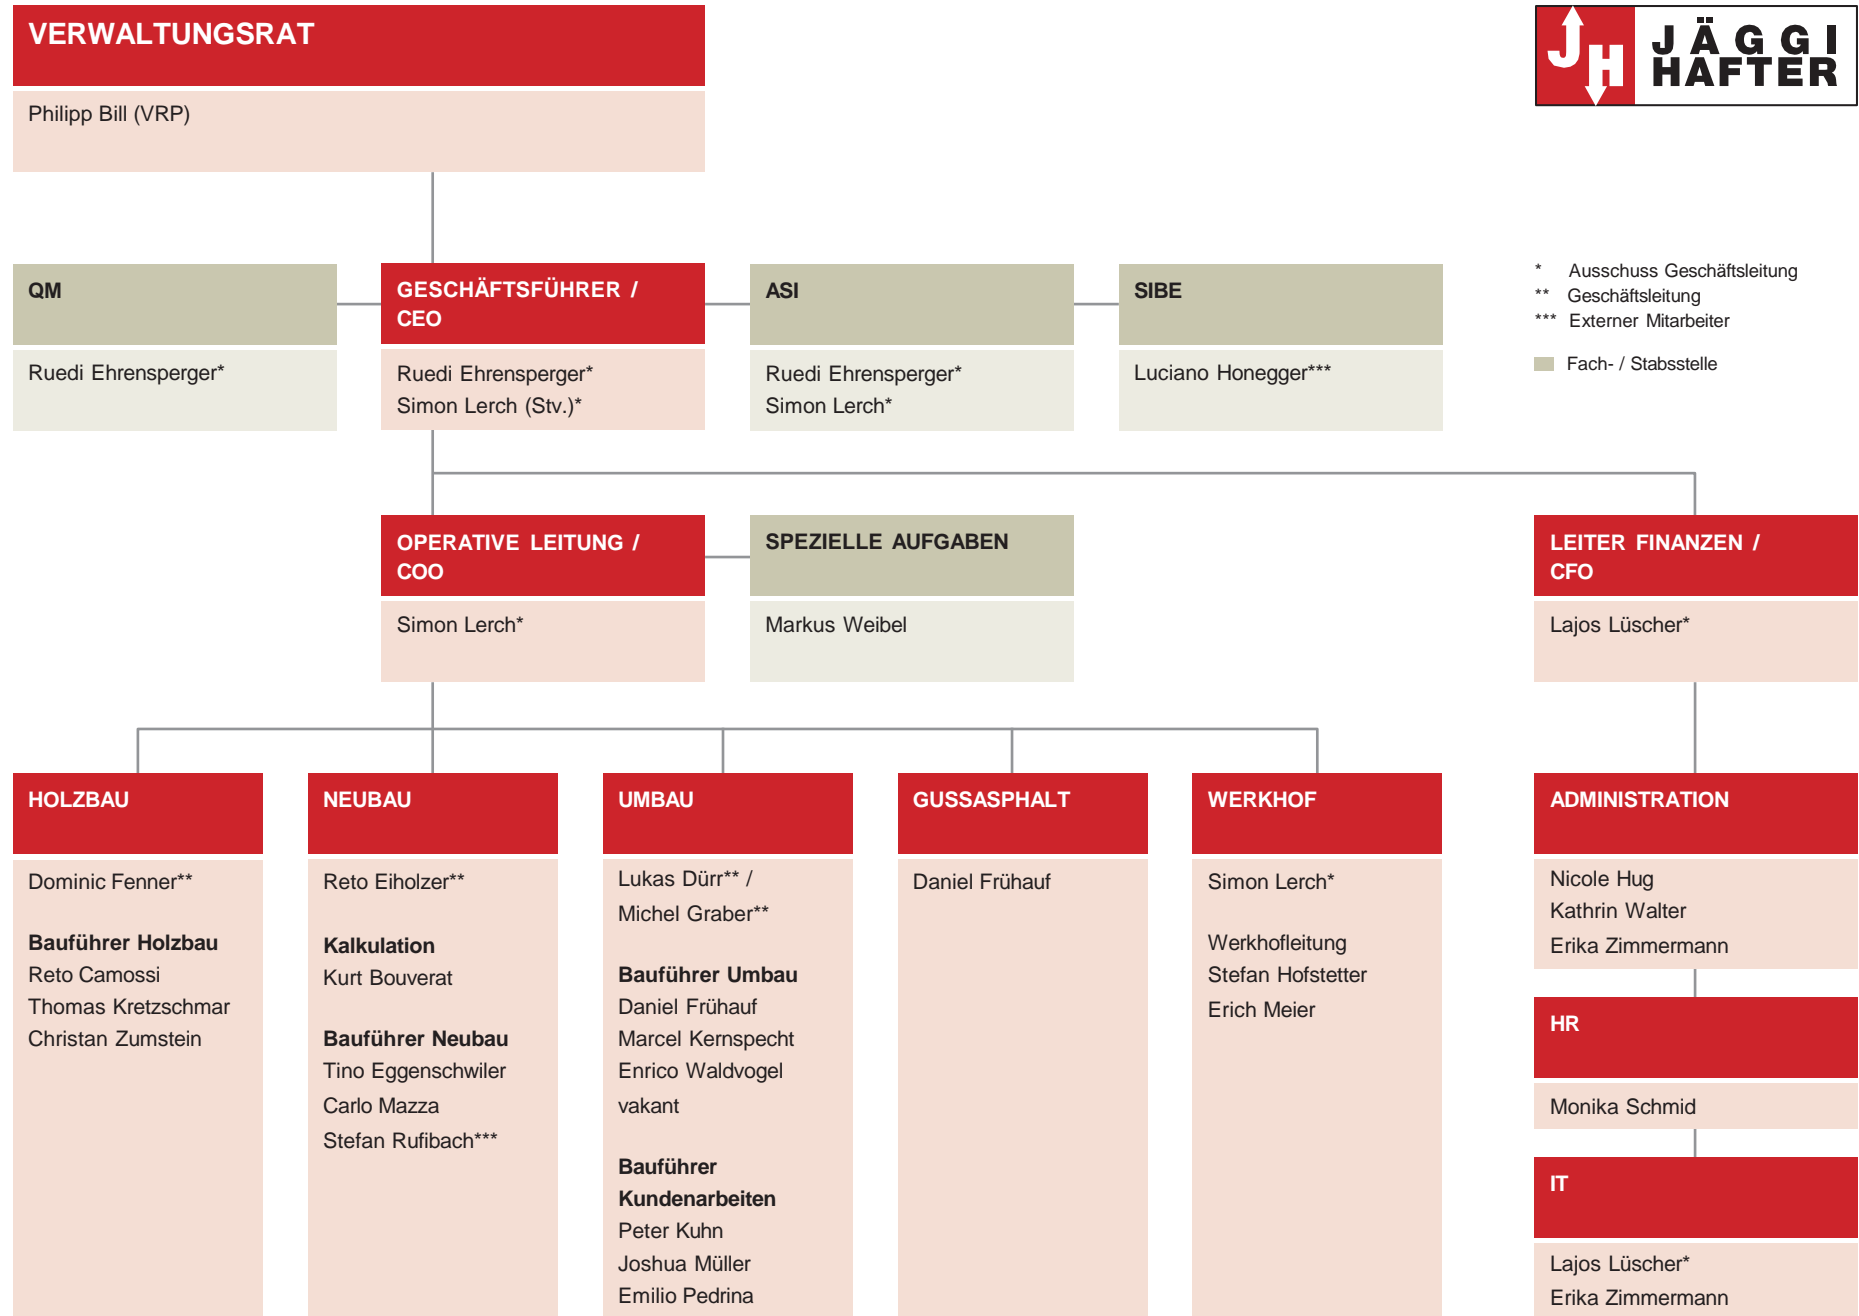 VERWALTUNGSRAT
Philipp Bill (VRP)
JH
JÄGGI
HAFTER
QM
Ruedi Ehrensperger*
GESCHÄFTSFÜHRER /
CEO
Ruedi Ehrensperger*
Simon Lerch (Stv.)*
ASI
Ruedi Ehrensperger*
Simon Lerch*
SIBE
Luciano Honegger***
* Ausschuss Geschäftsleitung
** Geschäftsleitung
*** Externer Mitarbeiter
Fach- / Stabsstelle
OPERATIVE LEITUNG /
COO
Simon Lerch*
SPEZIELLE AUFGABEN
Markus Weibel
LEITER FINANZEN /
CFO
Lajos Lüscher*
HOLZBAU
Dominic Fenner**
Bauführer Holzbau
Reto Camossi
Thomas Kretzschmar
Christan Zumstein
NEUBAU
Reto Eiholzer**
Kalkulation
Kurt Bouverat
Bauführer Neubau
Tino Eggenschwiler
Carlo Mazza
Stefan Rufibach***
UMBAU
Lukas Dürr** /
Michel Graber**
Bauführer Umbau
Daniel Frühauf
Marcel Kernspecht
Enrico Waldvogel
vakant
Bauführer
Kundenarbeiten
Peter Kuhn
Joshua Müller
Emilio Pedrina
GUSSASPHALT
Daniel Frühauf
WERKHOF
Simon Lerch*
Werkhofleitung
Stefan Hofstetter
Erich Meier
ADMINISTRATION
Nicole Hug
Kathrin Walter
Erika Zimmermann
HR
Monika Schmid
IT
Lajos Lüscher*
Erika Zimmermann